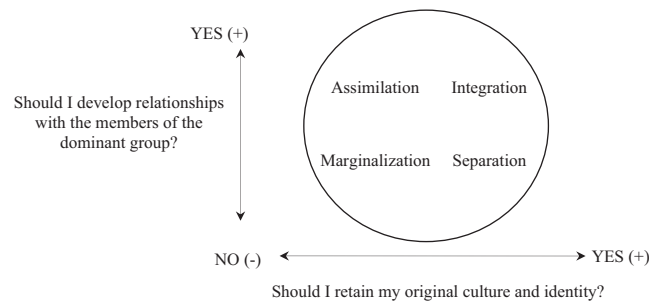 YES (+)
Assimilation
Integration
Should I develop relationships
with the members of the
dominant group?
Marginalization
Separation
NO (-)
YES (+)
Should I retain my original culture and identity?